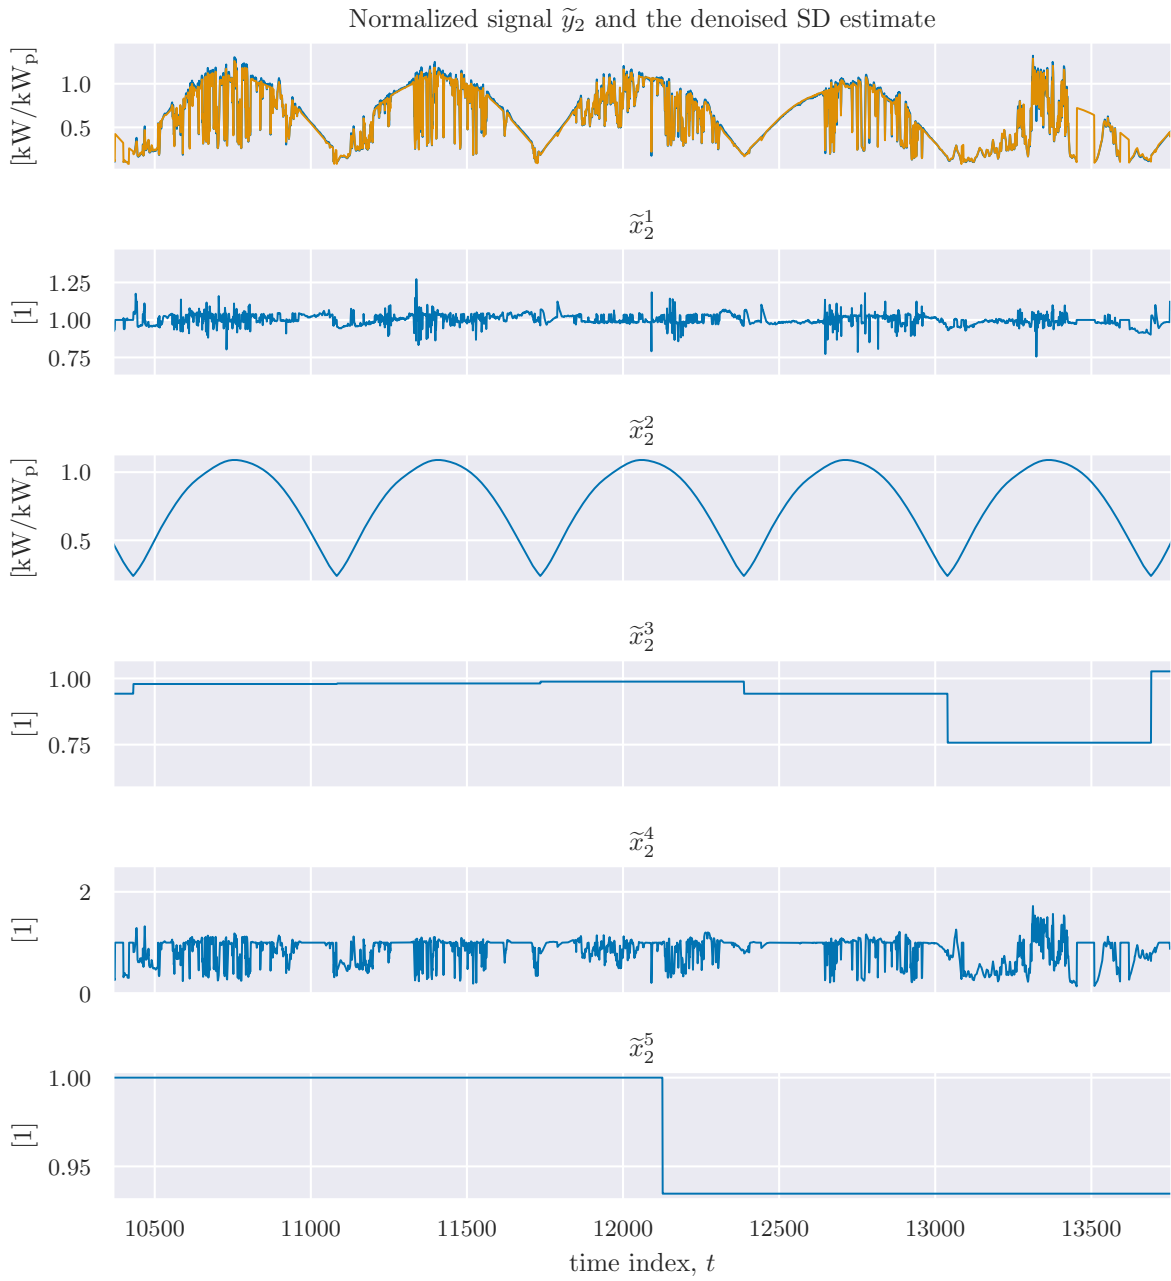 Normalized signal ỹ₂ and the denoised SD estimate
[kW/kWₚ]
1.0
0.5
x̃₂¹
[1]
1.25
1.00
0.75
x̃₂²
[kW/kWₚ]
1.0
0.5
x̃₂³
[1]
1.00
0.75
x̃₂⁴
[1]
2
0
x̃₂⁵
[1]
1.00
0.95
10500 11000 11500 12000 12500 13000 13500
time index, t